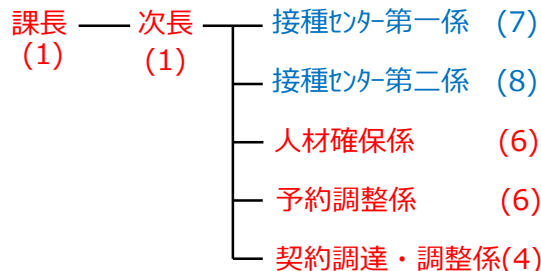 課長 次長 接種ｾﾝﾀｰ第一係 (7)
(1) (1)
接種ｾﾝﾀｰ第二係 (8)
人材確保係 (6)
予約調整係 (6)
契約調達・調整係(4)